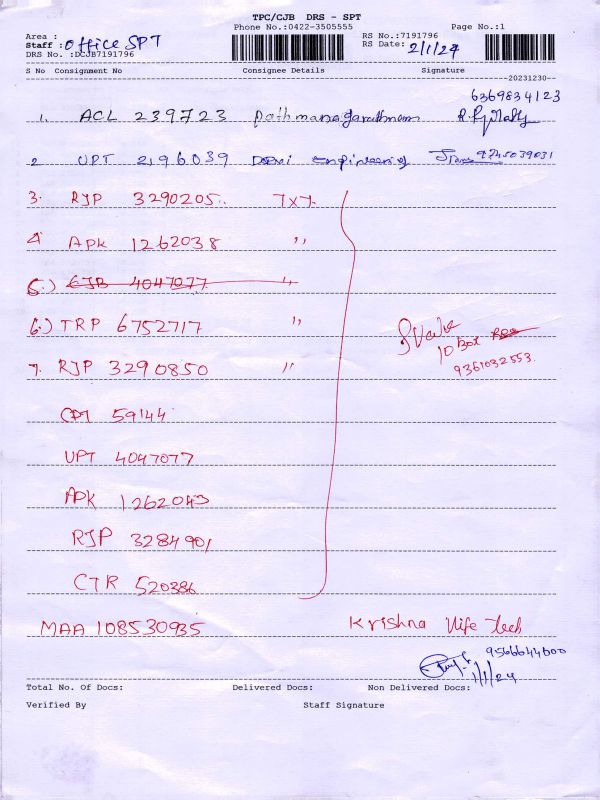 TPC/CJB DRS - SPT
Phone No.:0422-3505555 Page No.:1
Area : RS No.:7191796
Staff : Office SPT RS Date: 2/1/24
DRS No. :DCJB7191796
S No Consignment No Consignee Details Signature
20231230
6369834123
1. ACL 239723 Pathmanagarathnam
2 UPT 2196039 Devi Engineering 9745039031
3. RJP 3290205. TXT.
4. APK 1262038 "
5.) CJB 4047077 "
6.) TRP 6752717 "
7. RJP 3290850 "
10 Box
9361032553.
CPT 59144
UPT 4047077
APK 1262043
RJP 3284901
CTR 520386
MAA 108530935 Krishna Life Tech
9566644000
1/1/24
Total No. Of Docs: Delivered Docs: Non Delivered Docs:
Verified By Staff Signature